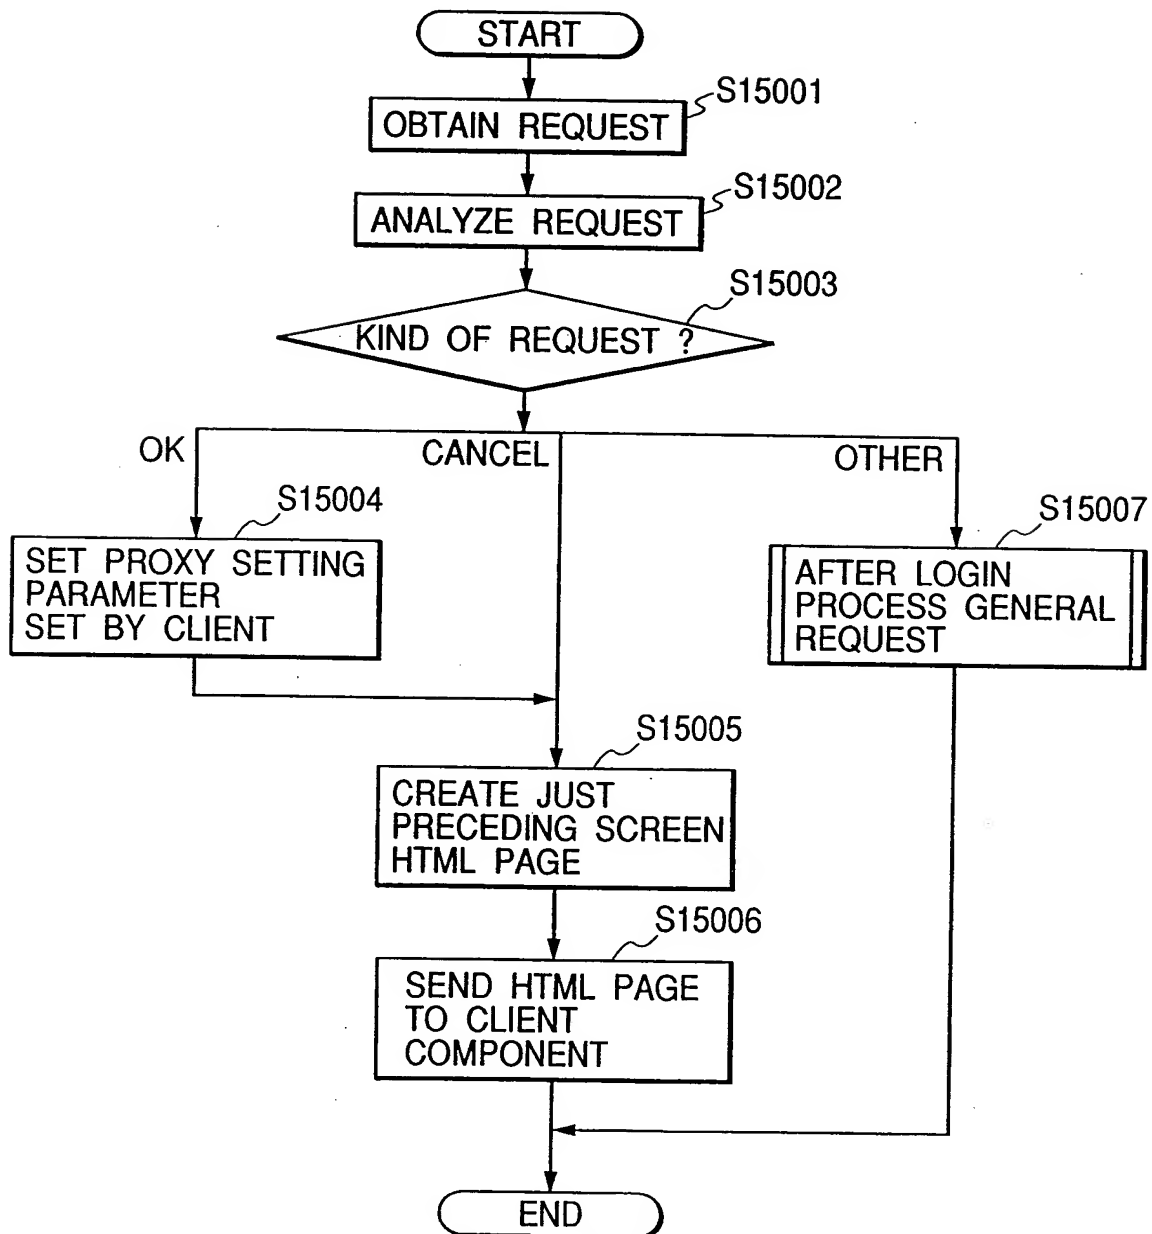 START
S15001
OBTAIN REQUEST
S15002
ANALYZE REQUEST
S15003
KIND OF REQUEST ?
OK
CANCEL
OTHER
S15004
SET PROXY SETTING
PARAMETER
SET BY CLIENT
S15007
AFTER LOGIN
PROCESS GENERAL
REQUEST
S15005
CREATE JUST
PRECEDING SCREEN
HTML PAGE
S15006
SEND HTML PAGE
TO CLIENT
COMPONENT
END